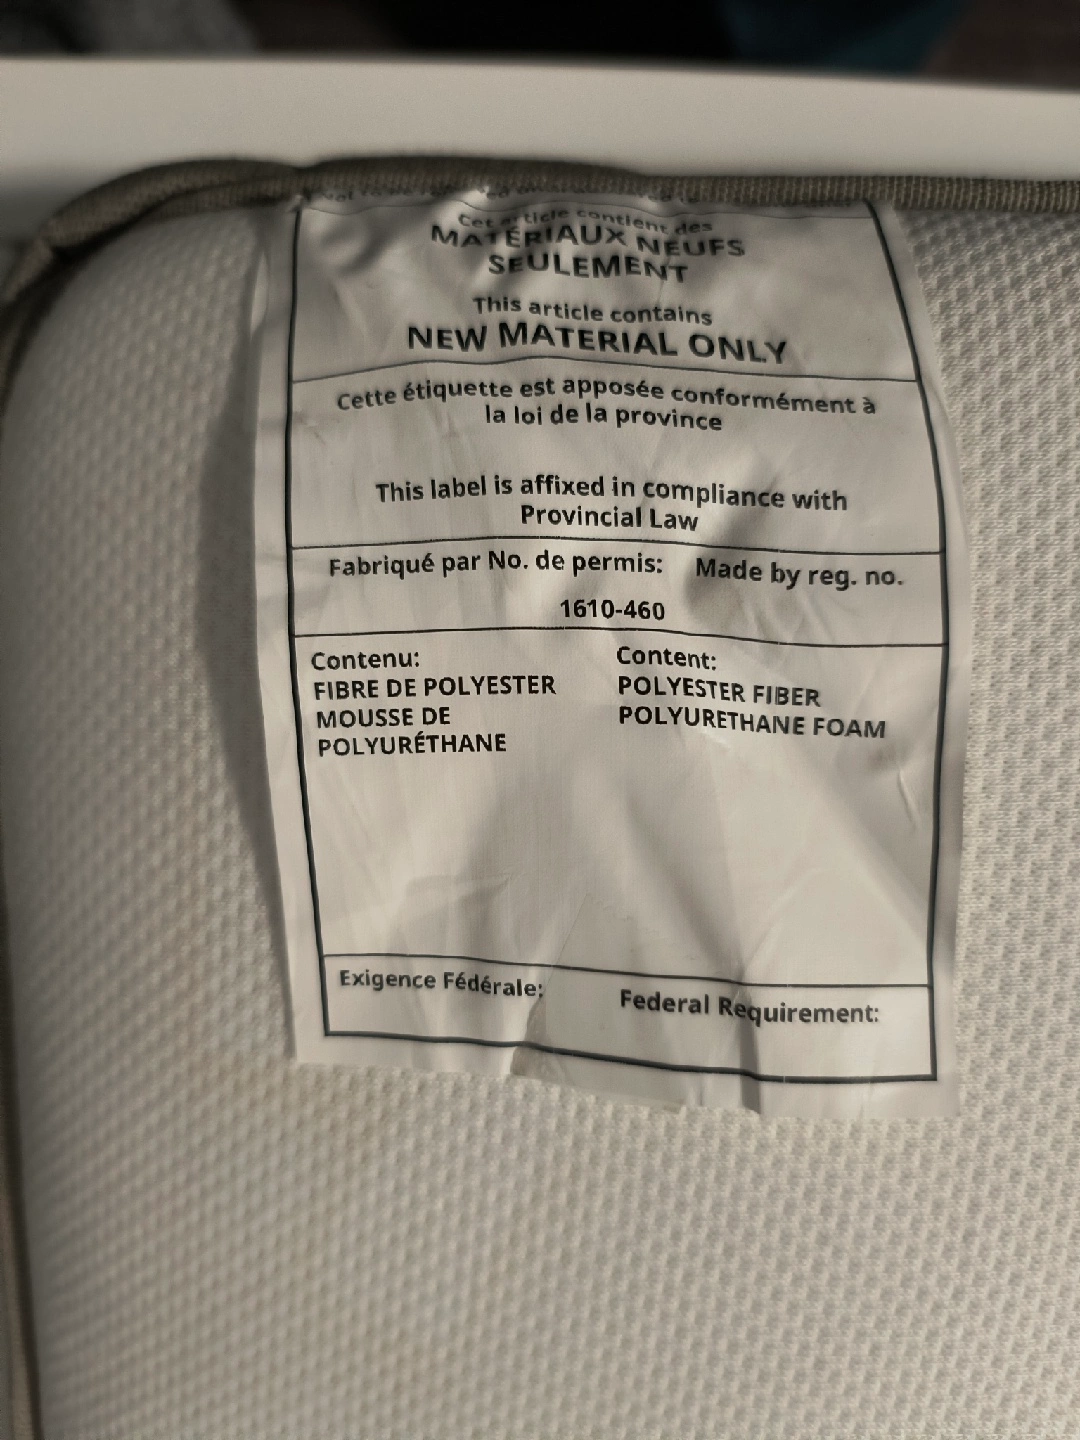 Cet article contient des
MATÉRIAUX NEUFS
SEULEMENT
This article contains
NEW MATERIAL ONLY
Cette étiquette est apposée conformément à
la loi de la province
This label is affixed in compliance with
Provincial Law
Fabriqué par No. de permis: Made by reg. no.
1610-460
Contenu:
FIBRE DE POLYESTER
MOUSSE DE
POLYURÉTHANE
Content:
POLYESTER FIBER
POLYURETHANE FOAM
Exigence Fédérale:
Federal Requirement: